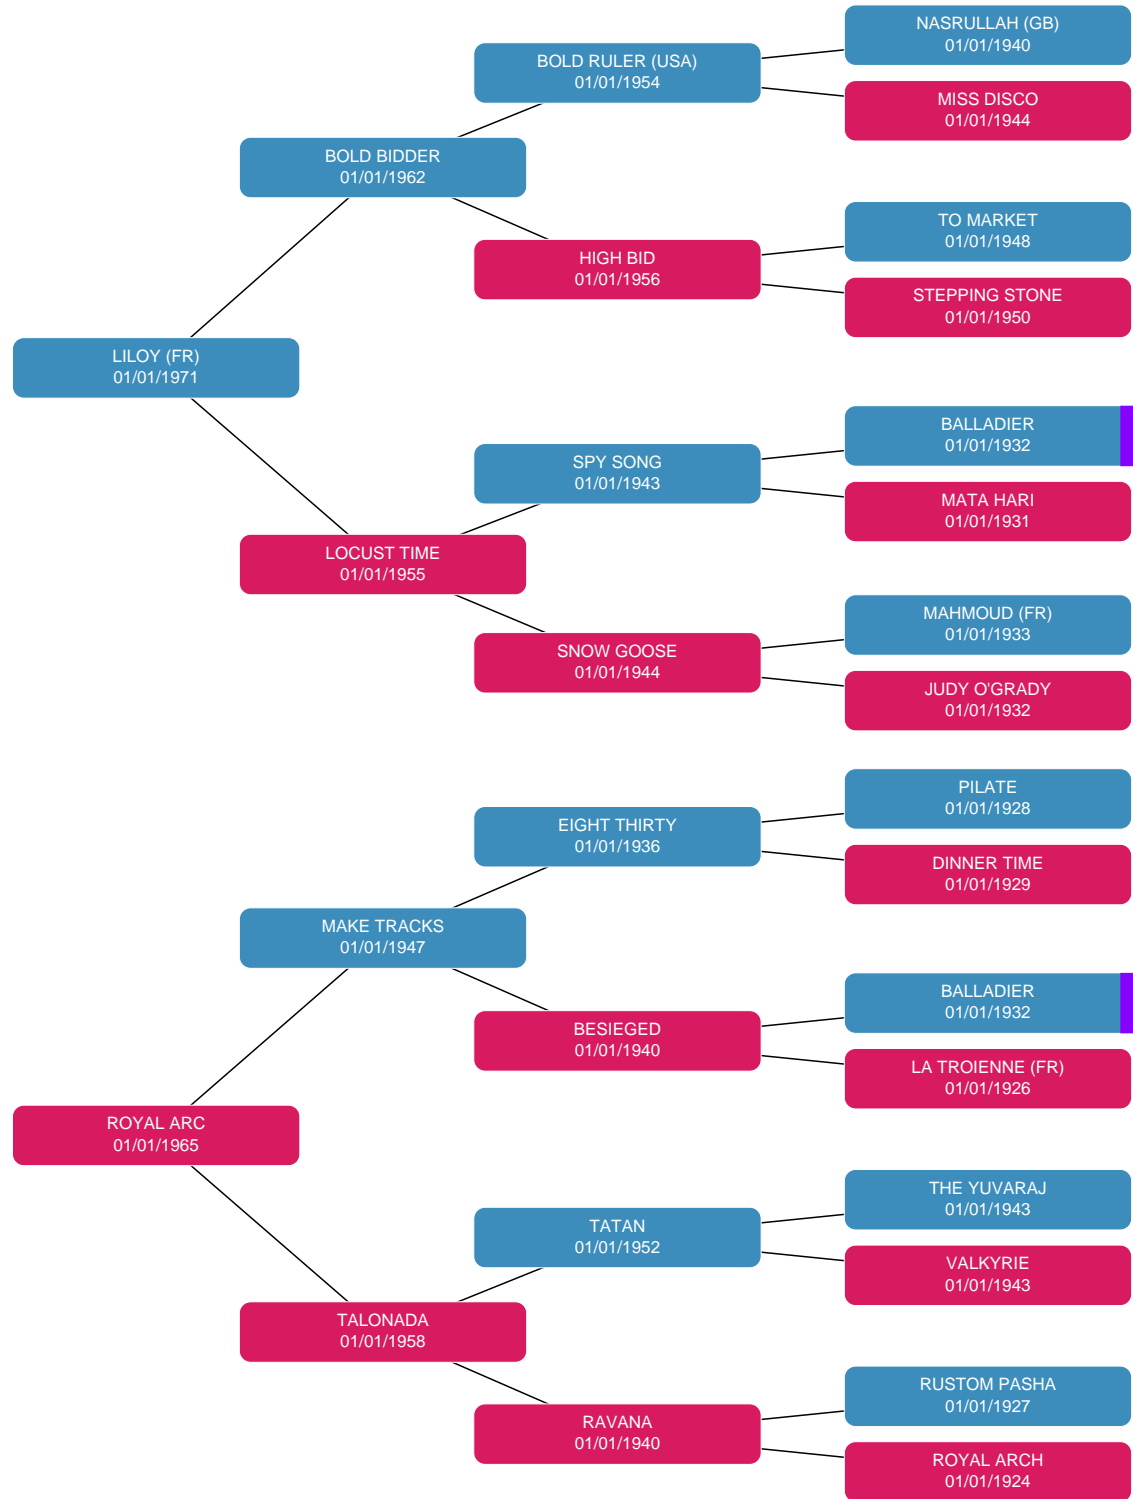 NASRULLAH (GB)
01/01/1940
BOLD RULER (USA)
01/01/1954
MISS DISCO
01/01/1944
BOLD BIDDER
01/01/1962
TO MARKET
01/01/1948
HIGH BID
01/01/1956
STEPPING STONE
01/01/1950
LILOY (FR)
01/01/1971
BALLADIER
01/01/1932
SPY SONG
01/01/1943
MATA HARI
01/01/1931
LOCUST TIME
01/01/1955
MAHMOUD (FR)
01/01/1933
SNOW GOOSE
01/01/1944
JUDY O'GRADY
01/01/1932
PILATE
01/01/1928
EIGHT THIRTY
01/01/1936
DINNER TIME
01/01/1929
MAKE TRACKS
01/01/1947
BALLADIER
01/01/1932
BESIEGED
01/01/1940
LA TROIENNE (FR)
01/01/1926
ROYAL ARC
01/01/1965
THE YUVARAJ
01/01/1943
TATAN
01/01/1952
VALKYRIE
01/01/1943
TALONADA
01/01/1958
RUSTOM PASHA
01/01/1927
RAVANA
01/01/1940
ROYAL ARCH
01/01/1924